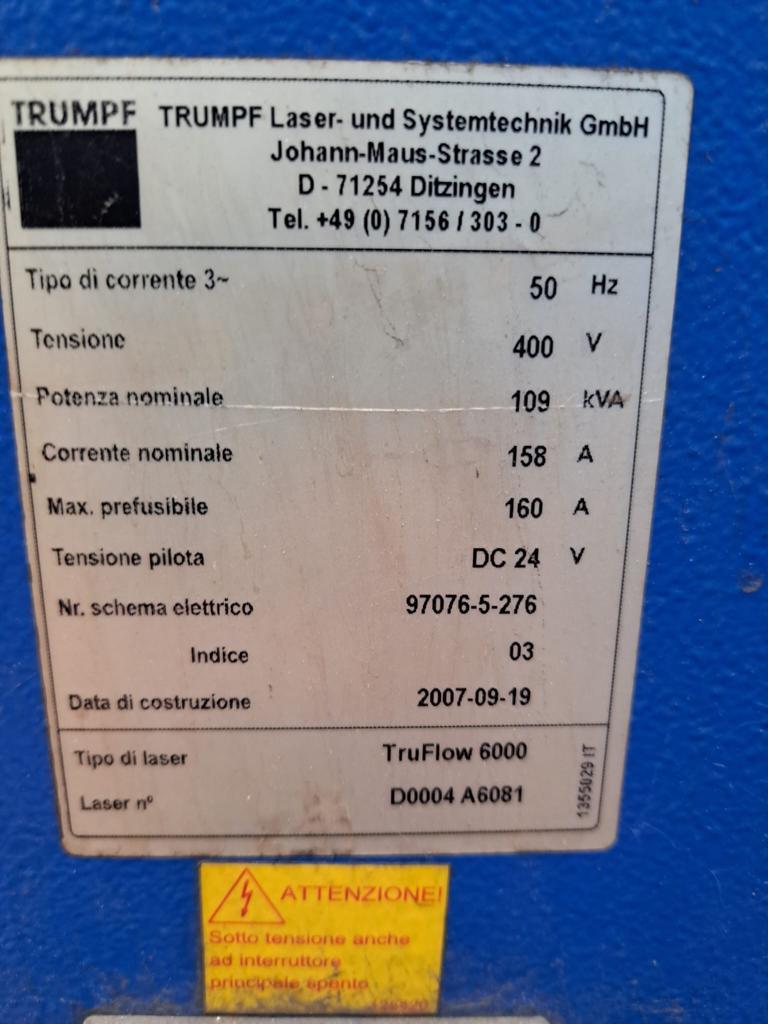 TRUMPF
TRUMPF Laser- und Systemtechnik GmbH
Johann-Maus-Strasse 2
D - 71254 Ditzingen
Tel. +49 (0) 7156 / 303 - 0
Tipo di corrente 3~ 50 Hz
Tensione 400 V
Potenza nominale 109 kVA
Corrente nominale 158 A
Max. prefusibile 160 A
Tensione pilota DC 24 V
Nr. schema elettrico 97076-5-276
Indice 03
Data di costruzione 2007-09-19
Tipo di laser TruFlow 6000
Laser nº D0004 A6081
1355029 IT
ATTENZIONE!
Sotto tensione anche
ad interruttore
principale spento